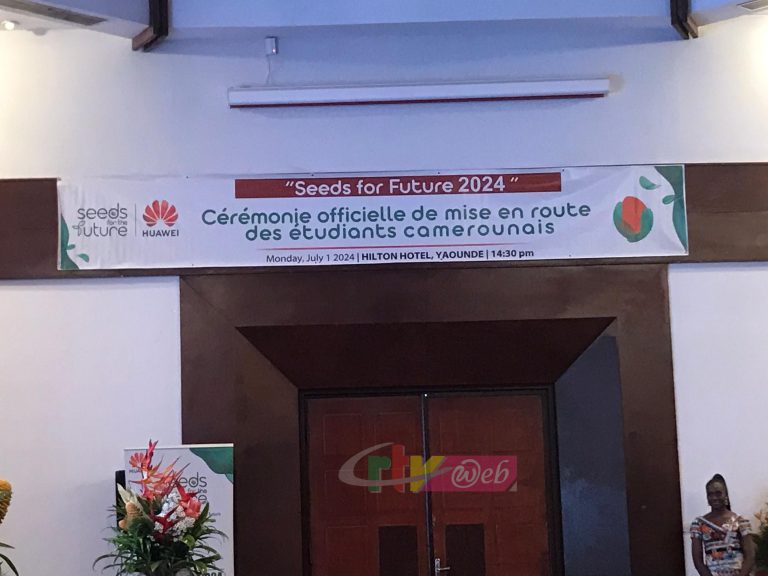 "Seeds for Future 2024 "
seeds
for the
future
HUAWEI
Cérémonie officielle de mise en route
des étudiants camerounais
Monday, July 1 2024 | HILTON HOTEL, YAOUNDE | 14:30 pm
seeds
crtv web